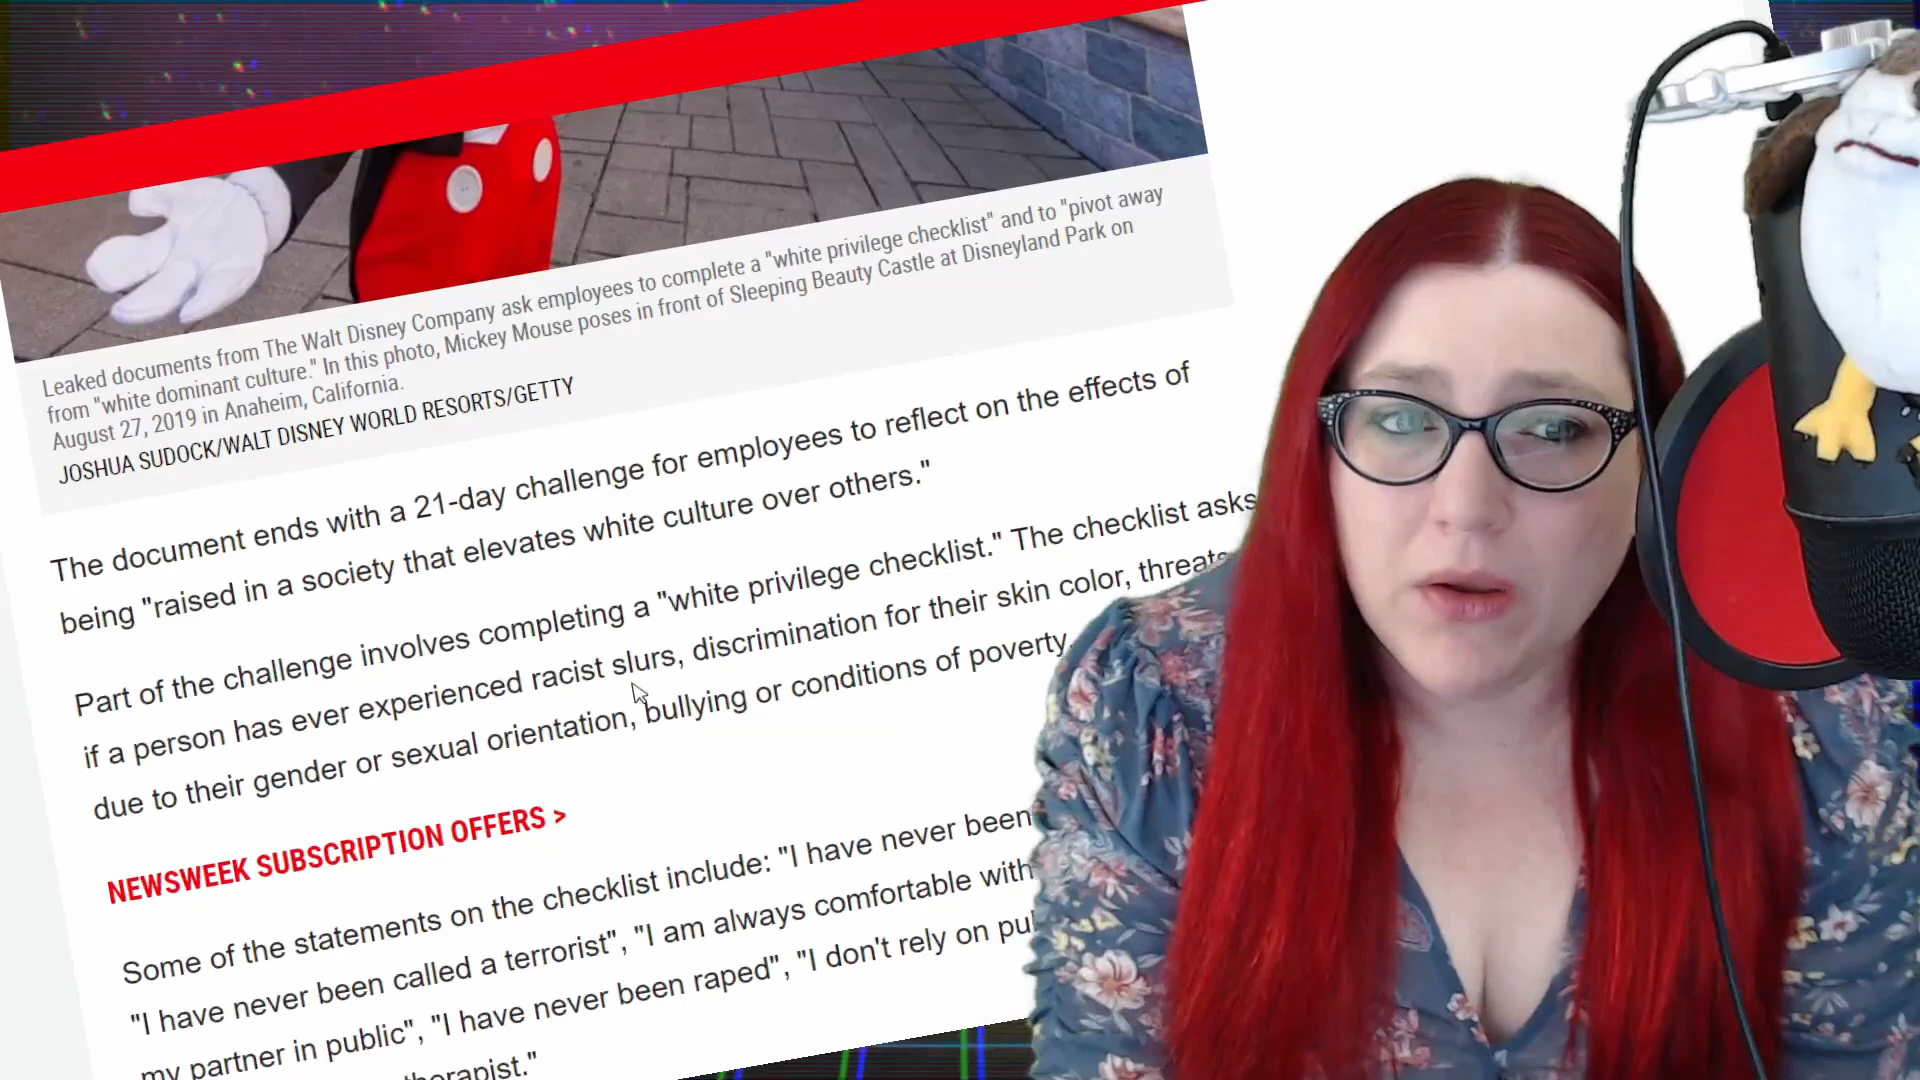 Leaked documents from The Walt Disney Company ask employees to complete a "white privilege checklist" and to "pivot away
from "white dominant culture." In this photo, Mickey Mouse poses in front of Sleeping Beauty Castle at Disneyland Park on
August 27, 2019 in Anaheim, California.
JOSHUA SUDOCK/WALT DISNEY WORLD RESORTS/GETTY
The document ends with a 21-day challenge for employees to reflect on the effects of
being "raised in a society that elevates white culture over others."
Part of the challenge involves completing a "white privilege checklist." The checklist asks
if a person has ever experienced racist slurs, discrimination for their skin color, threats
due to their gender or sexual orientation, bullying or conditions of poverty.
NEWSWEEK SUBSCRIPTION OFFERS >
Some of the statements on the checklist include: "I have never been
"I have never been called a terrorist", "I am always comfortable with
my partner in public", "I have never been raped", "I don't rely on
therapist."